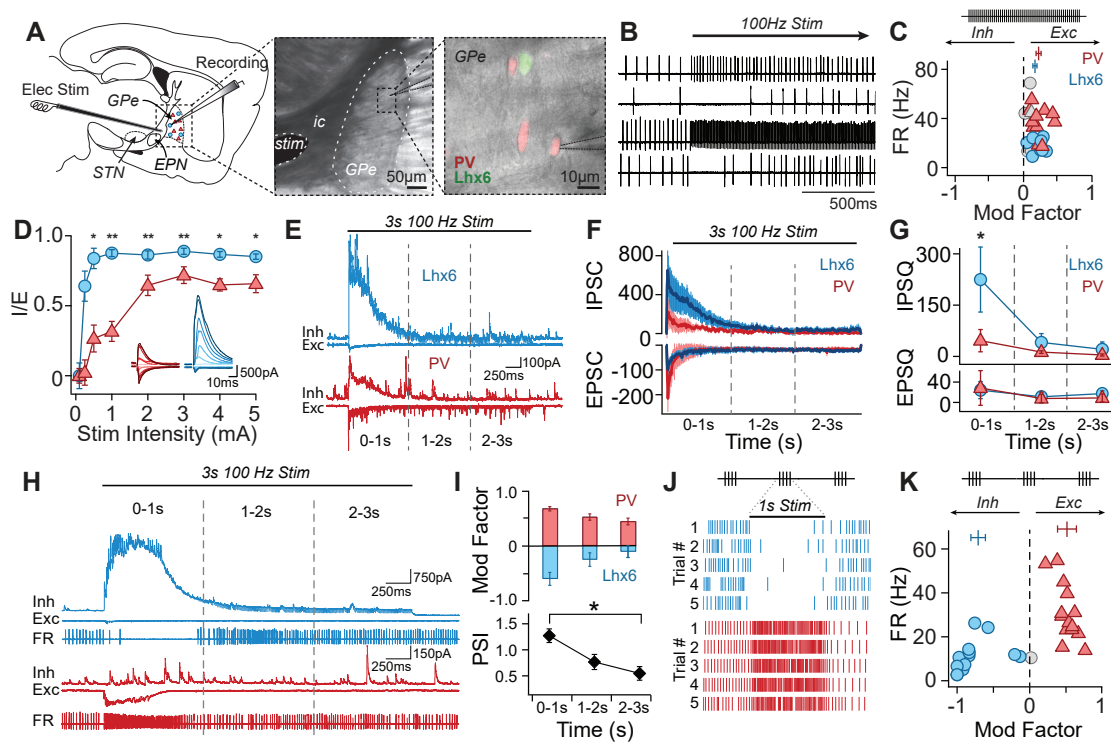 A
Elec Stim
GPe
Recording
STN
EPN
ic
stim
GPe
50µm
GPe
PV
Lhx6
10µm
B
100Hz Stim
500ms
C
Inh
Exc
PV
Lhx6
FR (Hz)
80
40
0
-1
0
1
Mod Factor
D
I/E
1.0
0.5
0
**
**
**
*
*
*
500pA
10ms
0
1
2
3
4
5
Stim Intensity (mA)
E
3s 100 Hz Stim
Lhx6
Inh
Exc
100pA
250ms
PV
Inh
Exc
0-1s
1-2s
2-3s
F
3s 100 Hz Stim
Lhx6
PV
IPSC
800
400
0
EPSC
-100
-200
0-1s
1-2s
2-3s
Time (s)
G
*
Lhx6
PV
IPSQ
300
150
0
EPSQ
40
0
0-1s
1-2s
2-3s
Time (s)
H
3s 100 Hz Stim
0-1s
1-2s
2-3s
750pA
250ms
Inh
Exc
FR
150pA
250ms
Inh
Exc
FR
I
Mod Factor
1.0
0
-1.0
PV
Lhx6
PSI
1.5
1.0
0.5
*
0-1s
1-2s
2-3s
Time (s)
J
1s Stim
Trial #
1
2
3
4
5
Trial #
1
2
3
4
5
K
Inh
Exc
FR (Hz)
60
40
20
0
-1
0
1
Mod Factor